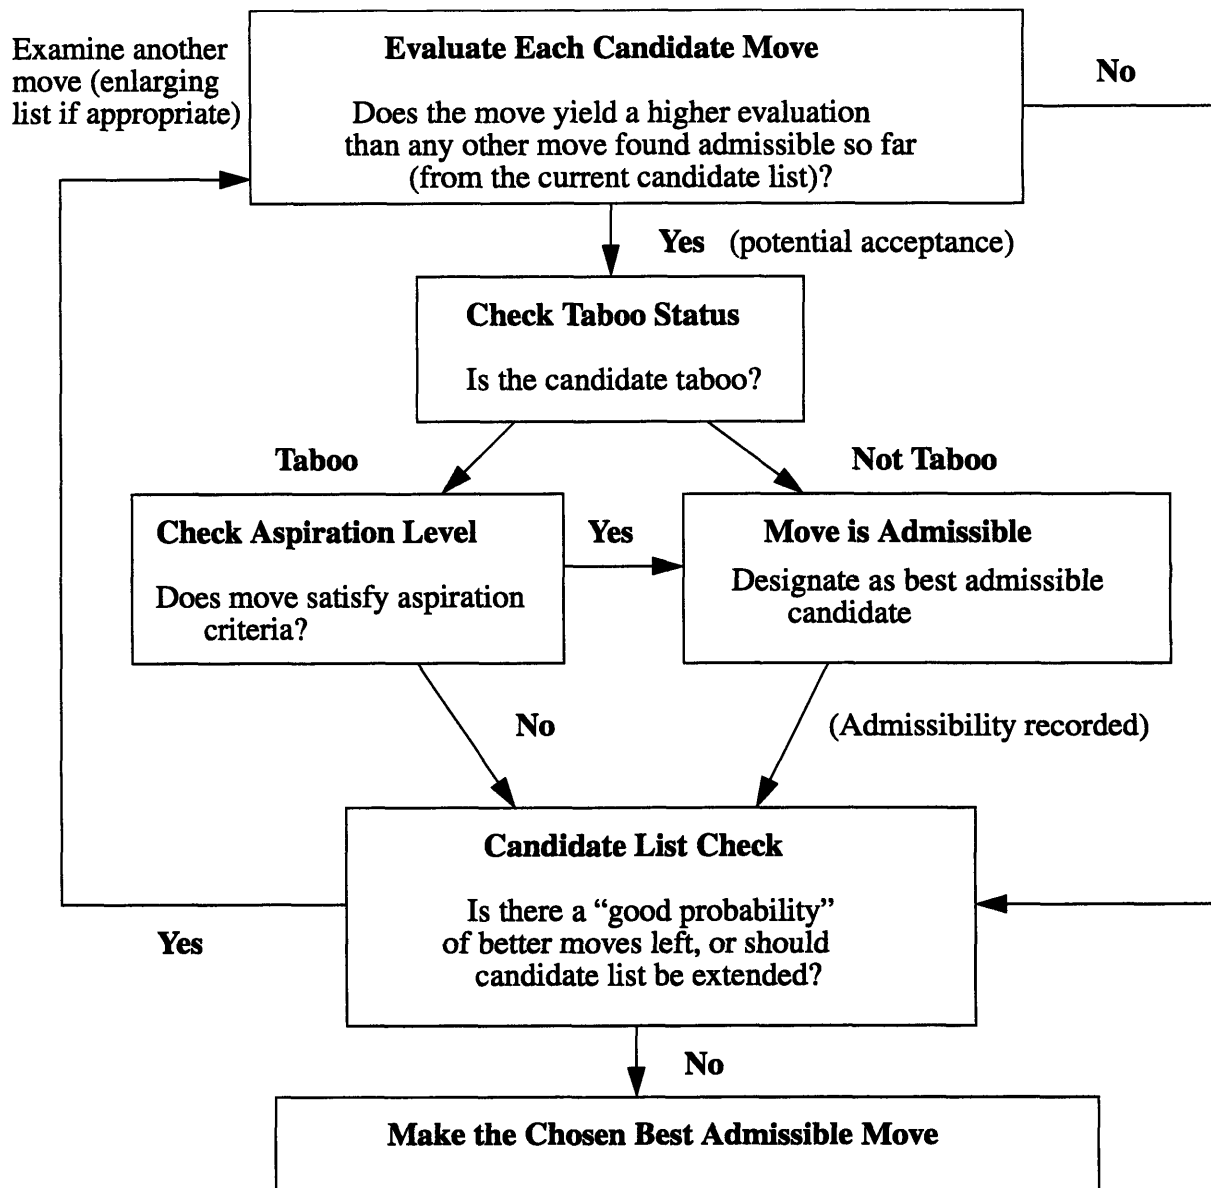 Examine another
move (enlarging
list if appropriate)
Evaluate Each Candidate Move
Does the move yield a higher evaluation
than any other move found admissible so far
(from the current candidate list)?
No
Yes (potential acceptance)
Check Taboo Status
Is the candidate taboo?
Taboo
Not Taboo
Check Aspiration Level
Does move satisfy aspiration
criteria?
Yes
Move is Admissible
Designate as best admissible
candidate
No
(Admissibility recorded)
Candidate List Check
Is there a “good probability”
of better moves left, or should
candidate list be extended?
Yes
No
Make the Chosen Best Admissible Move